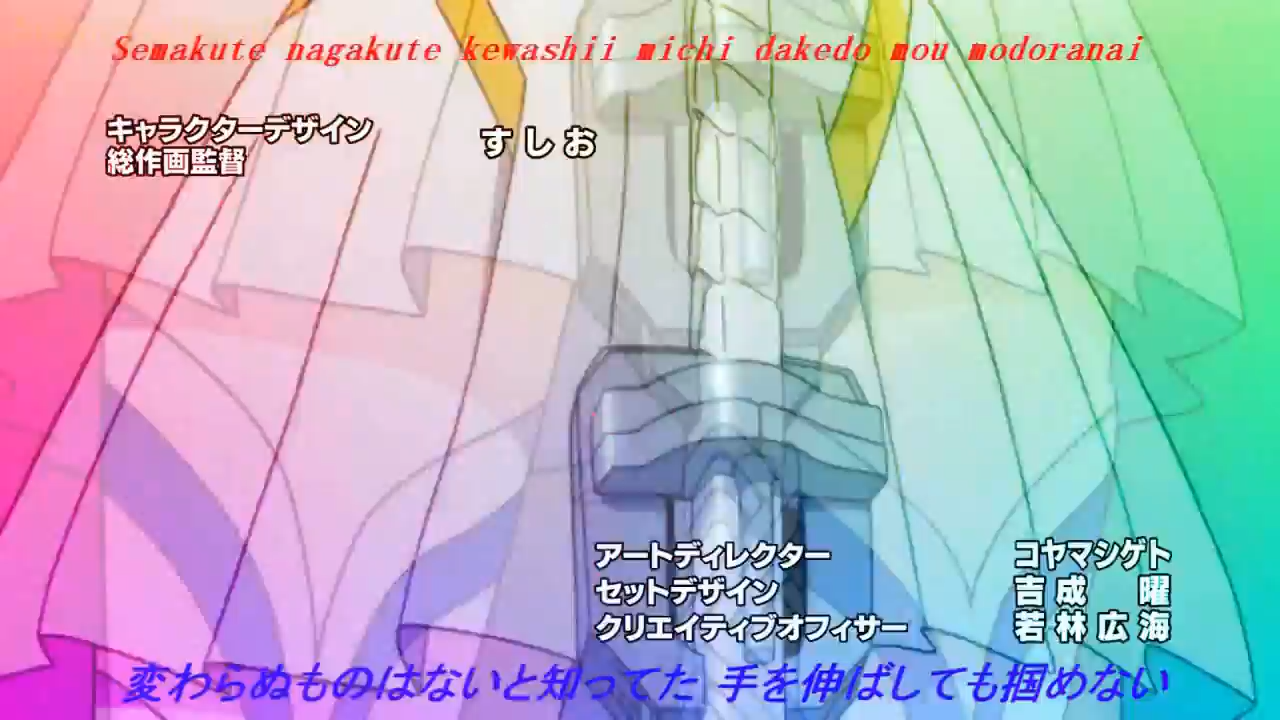 Semakute nagakute kewashii michi dakedo mou modoranai
キャラクターデザイン
総作画監督
すしお
アートディレクター コヤマシゲト
セットデザイン 吉成 曜
クリエイティブオフィサー 若林広海
変わらぬものはないと知ってた 手を伸ばしても掴めない